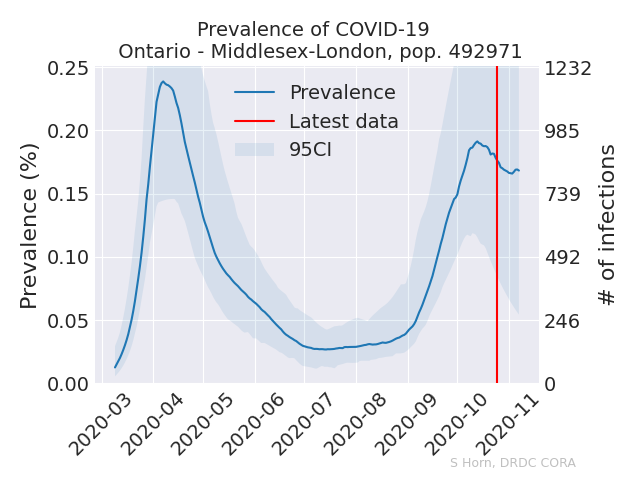 Prevalence of COVID-19
Ontario - Middlesex-London, pop. 492971
Prevalence (%)
0.25
0.20
0.15
0.10
0.05
0.00
Prevalence
Latest data
95CI
1232
985
739
492
246
0
# of infections
2020-03
2020-04
2020-05
2020-06
2020-07
2020-08
2020-09
2020-10
2020-11
S Horn, DRDC CORA